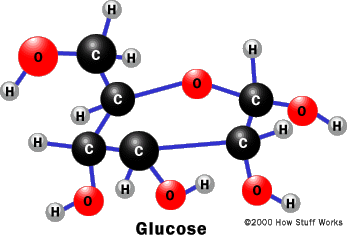 H
H
O C H
H O
C C
H H O
H
H C C C H
H O H O
H O H
©2000 How Stuff Works
Glucose